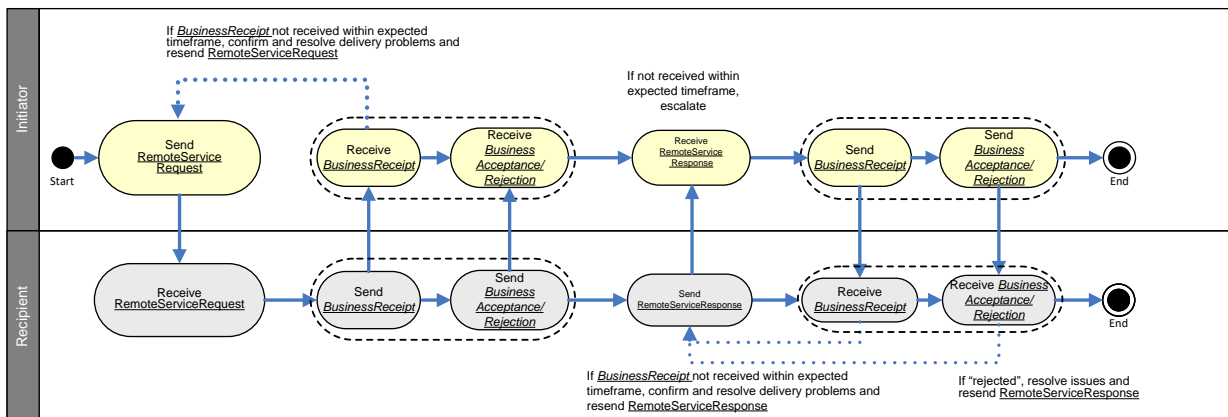 If BusinessReceipt not received within expected
timeframe, confirm and resolve delivery problems and
resend RemoteServiceRequest
If not received within
expected timeframe,
escalate
Initiator
Start
Send
RemoteService
Request
Receive
BusinessReceipt
Receive
Business
Acceptance/
Rejection
Receive
RemoteService
Response
Send
BusinessReceipt
Send
Business
Acceptance/
Rejection
End
Recipient
Receive
RemoteServiceRequest
Send
BusinessReceipt
Send
Business
Acceptance/
Rejection
Send
RemoteServiceResponse
Receive
BusinessReceipt
Receive Business
Acceptance/
Rejection
End
If BusinessReceipt not received within expected
timeframe, confirm and resolve delivery problems and
resend RemoteServiceResponse
If “rejected”, resolve issues and
resend RemoteServiceResponse